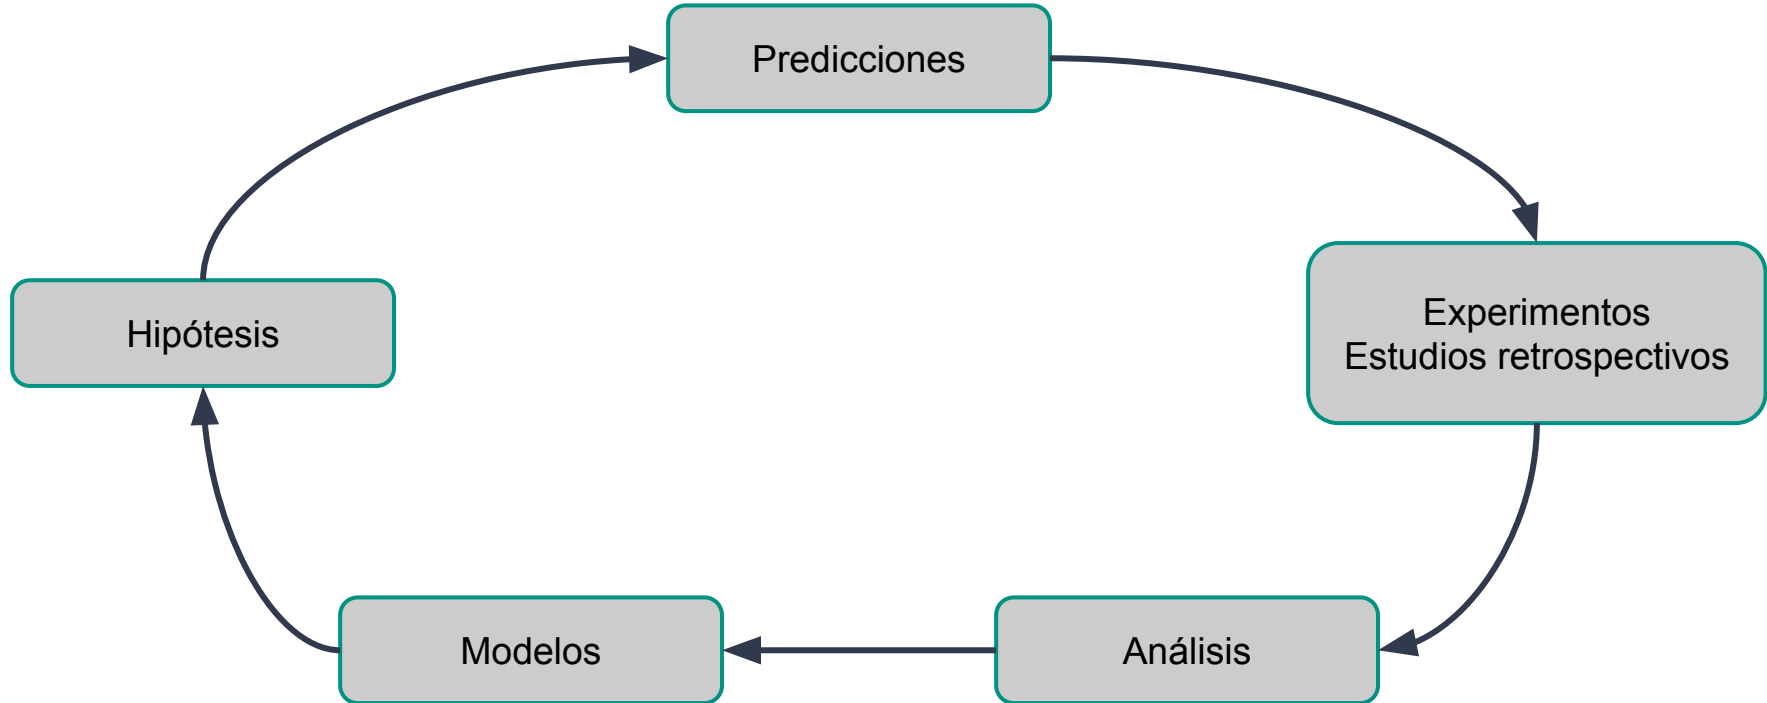 Predicciones
Experimentos
Estudios retrospectivos
Hipótesis
Modelos
Análisis